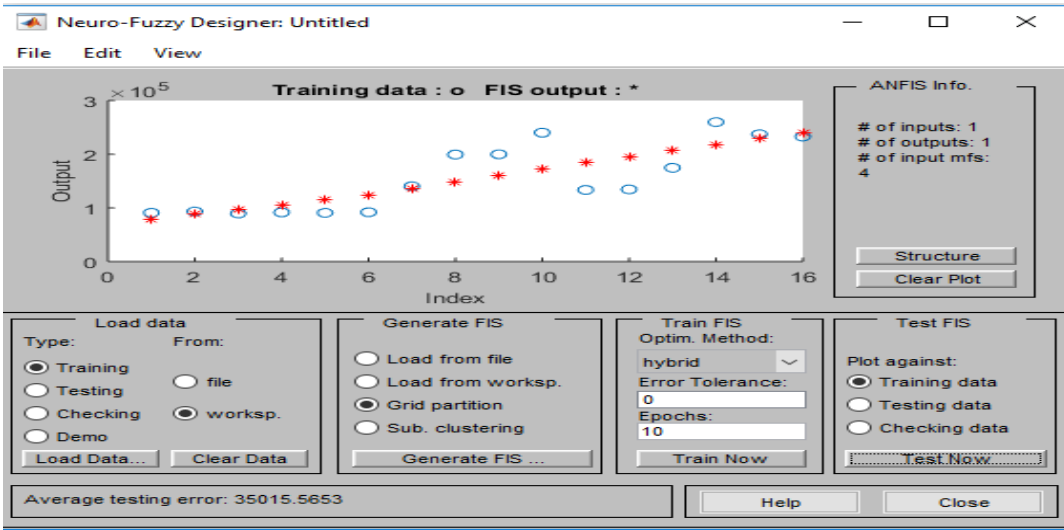 Neuro-Fuzzy Designer: Untitled
File Edit View
× 10^5
Training data : o FIS output : *
3
2
1
0
Output
0 2 4 6 8 10 12 14 16
Index
ANFIS Info.
# of inputs: 1
# of outputs: 1
# of input mfs:
4
Structure
Clear Plot
Load data
Type: From:
Training
Testing
Checking
Demo
file
worksp.
Load Data... Clear Data
Generate FIS
Load from file
Load from worksp.
Grid partition
Sub. clustering
Generate FIS ...
Train FIS
Optim. Method:
hybrid
Error Tolerance:
0
Epochs:
10
Train Now
Test FIS
Plot against:
Training data
Testing data
Checking data
Test Now
Average testing error: 35015.5653
Help Close